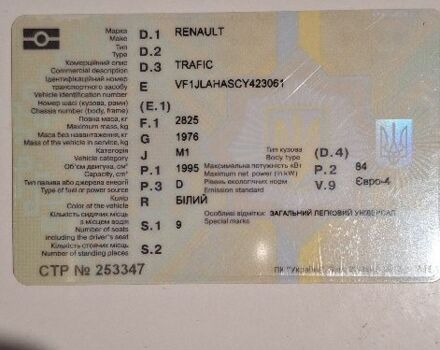 Марка D.1 RENAULT
Make
Тип D.2
Type
Комерційний опис D.3 TRAFIC
Commercial description
Ідентифікаційний номер
транспортного засобу E VF1JLAHASCY423061
Vehicle identification number
Номер шасі (кузова, рами) (E.1)
Chassis number (body, frame)
Повна маса, кг F.1 2825
Maximum mass, kg
Маса без навантаження, кг G 1976
Mass of the vehicle in service, kg
Категорія J M1 Тип кузова (D.4)
Vehicle category Body type
Об'єм двигуна, см³ P.1 1995 Максимальна потужність кВт P.2 84
Capacity, cm³ Maximum net power (in kW)
Тип палива або джерела енергії P.3 D Рівень екологічних норм V.9 Євро-4
Type of fuel or power source Emission standard
Колір R БІЛИЙ
Color of the vehicle
Кількість сидячих місць Особливі відмітки ЗАГАЛЬНИЙ ЛЕГКОВИЙ УНІВЕРСАЛ
з місцем водія S.1 9 Special marks
Number of seats
including the driver's seat
Кількість стоячих місць S.2
Number of standing places
СТР № 253347 ПК "Україна"